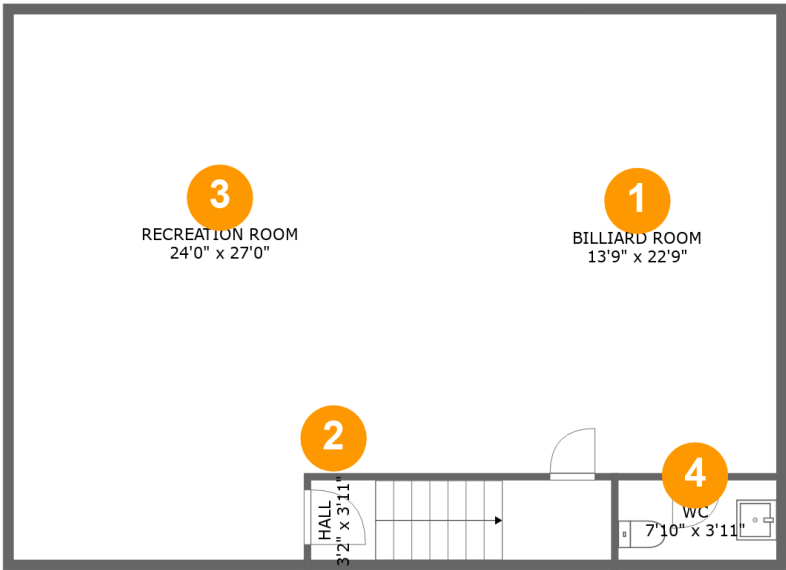 3
RECREATION ROOM
24'0" x 27'0"
1
BILLIARD ROOM
13'9" x 22'9"
2
HALL
3'2" x 3'11"
4
WC
7'10" x 3'11"